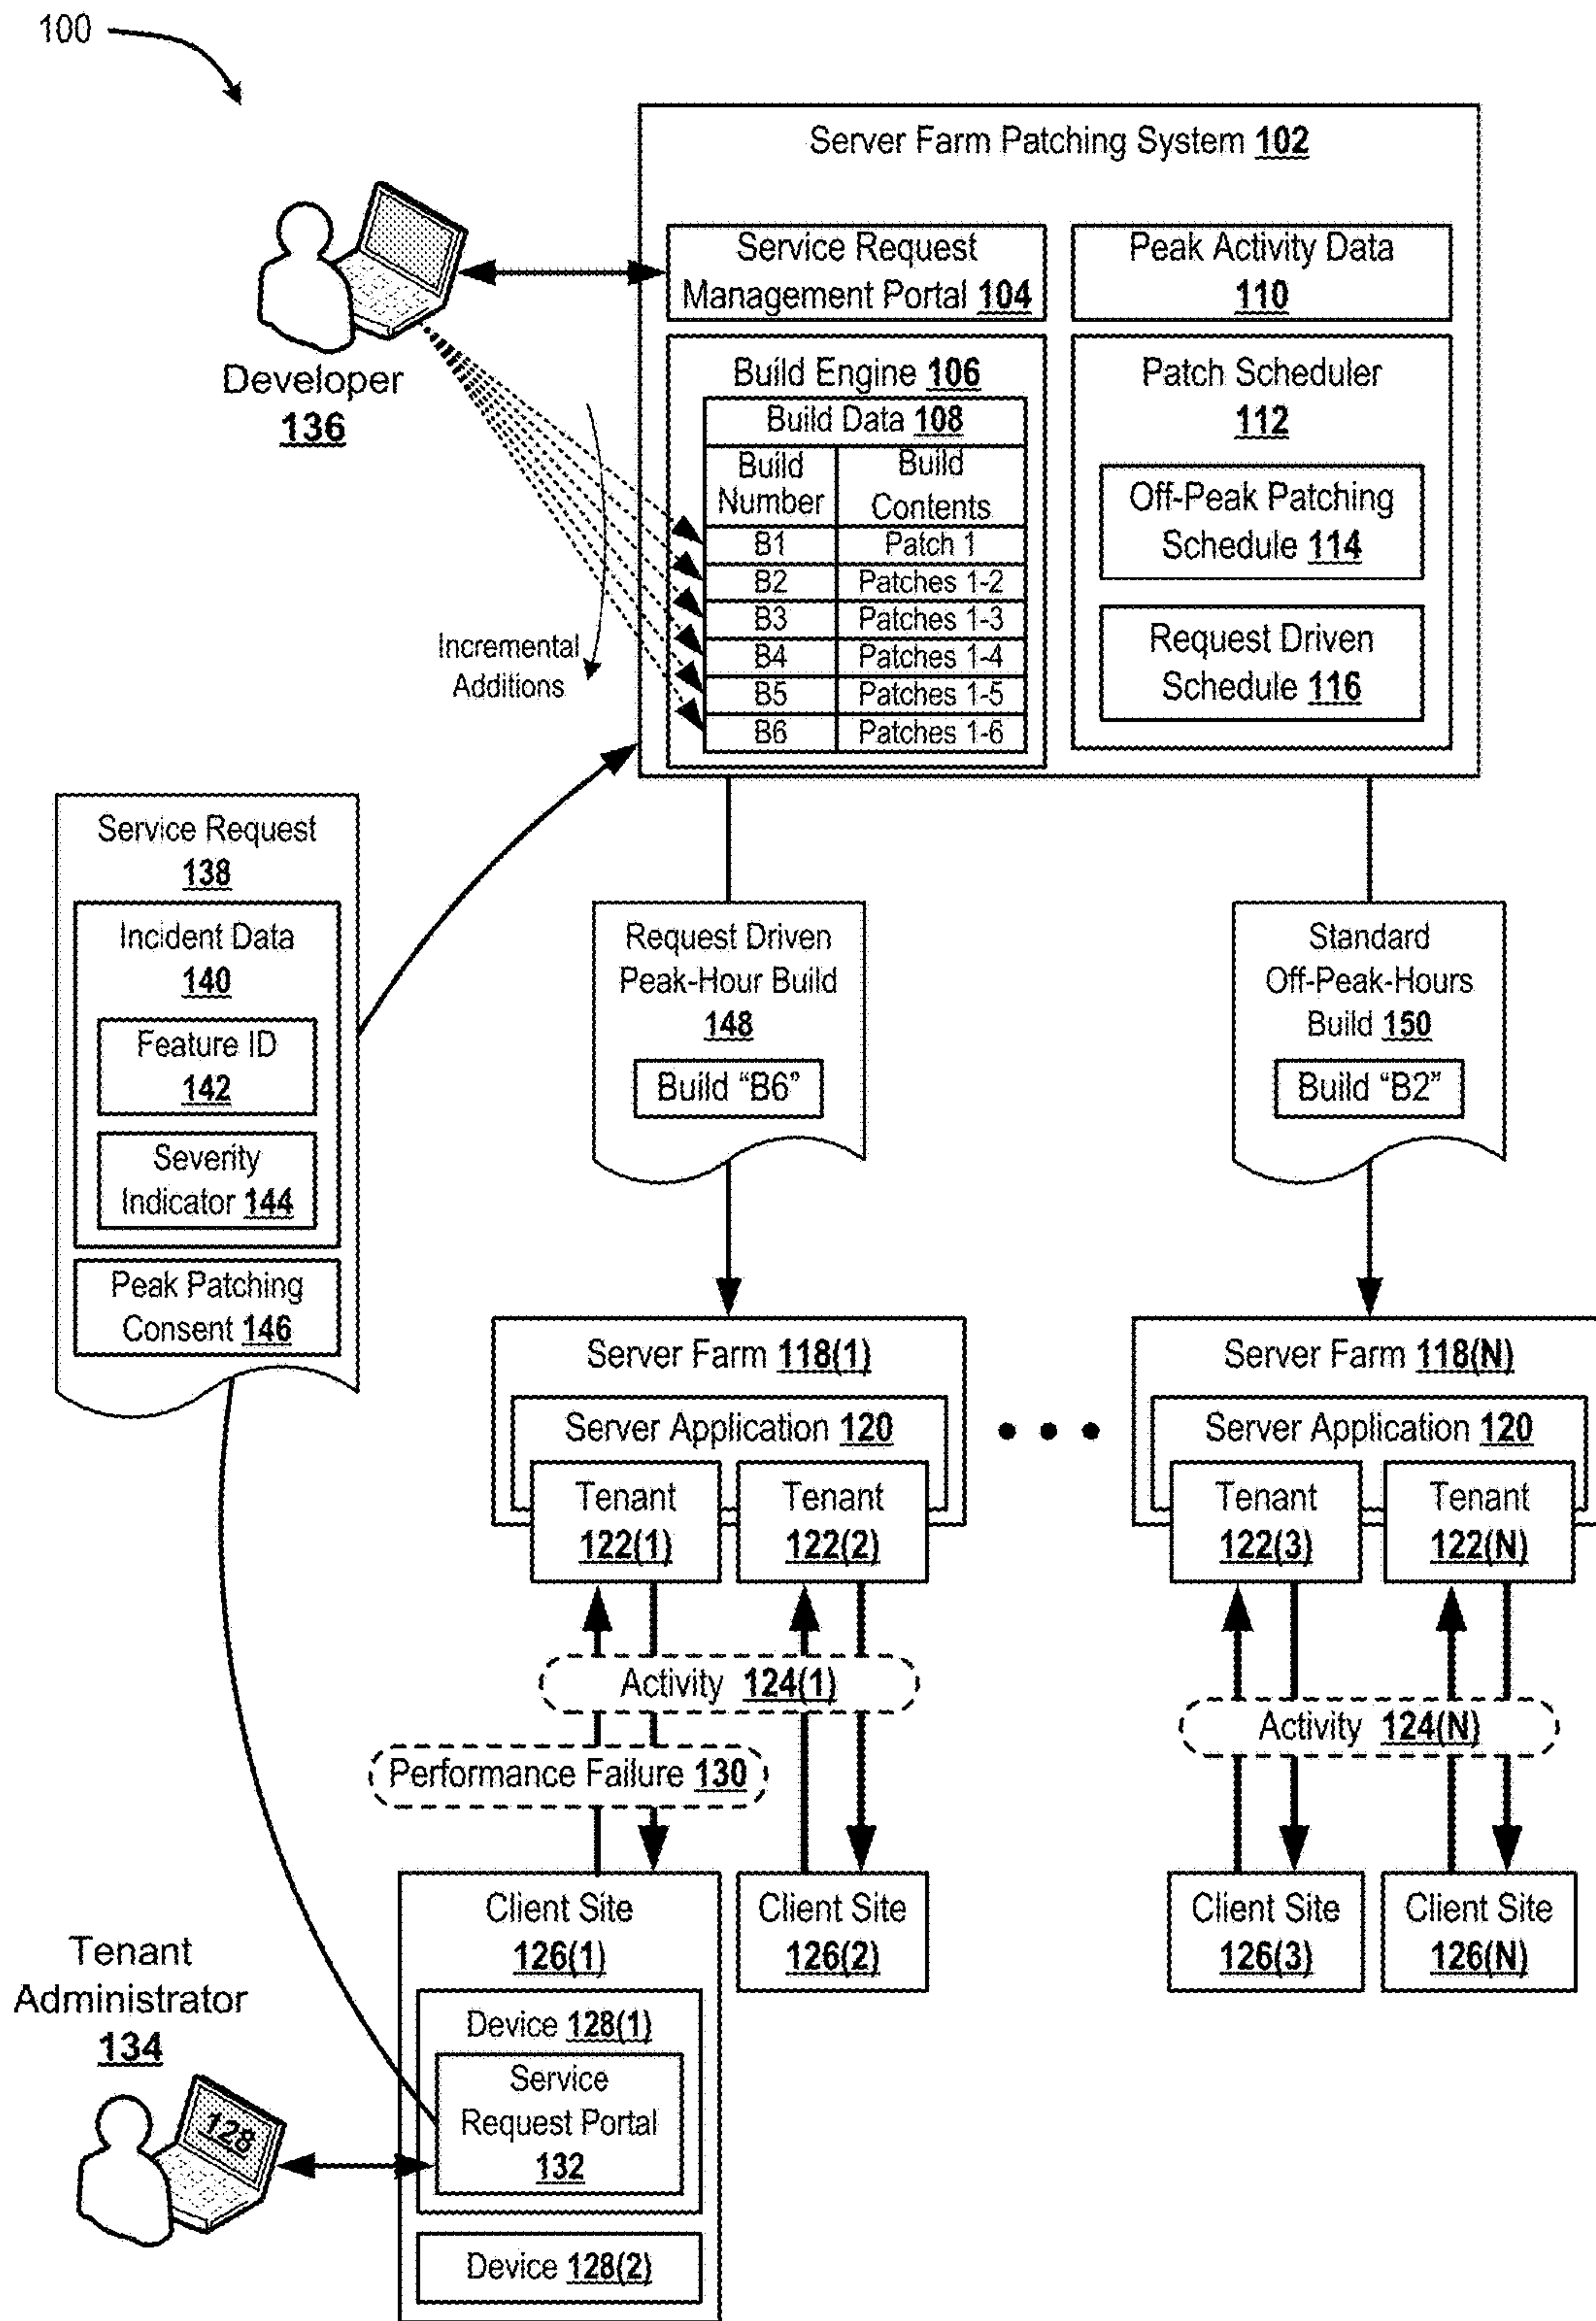 100
Server Farm Patching System 102
Service Request
Management Portal 104
Peak Activity Data
110
Developer
136
Build Engine 106
Build Data 108
Build
Number
Build
Contents
B1
Patch 1
B2
Patches 1-2
B3
Patches 1-3
B4
Patches 1-4
B5
Patches 1-5
B6
Patches 1-6
Patch Scheduler
112
Off-Peak Patching
Schedule 114
Request Driven
Schedule 116
Incremental
Additions
Service Request
138
Incident Data
140
Feature ID
142
Severity
Indicator 144
Peak Patching
Consent 146
Request Driven
Peak-Hour Build
148
Build "B6"
Standard
Off-Peak-Hours
Build 150
Build "B2"
Server Farm 118(1)
Server Application 120
Tenant
122(1)
Tenant
122(2)
Server Farm 118(N)
Server Application 120
Tenant
122(3)
Tenant
122(N)
Activity 124(1)
Performance Failure 130
Activity 124(N)
Client Site
126(1)
Client Site
126(2)
Client Site
126(3)
Client Site
126(N)
Device 128(1)
Service
Request Portal
132
Device 128(2)
Tenant
Administrator
134
128